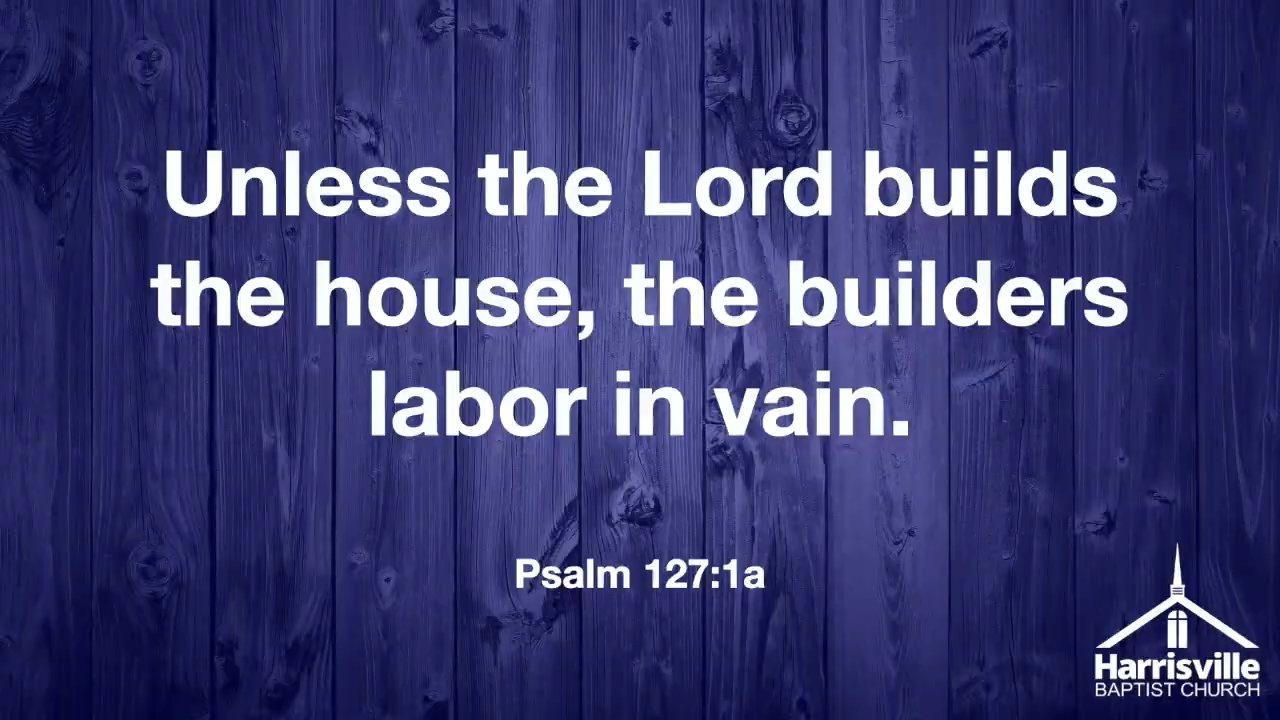 Unless the Lord builds
the house, the builders
labor in vain.
Psalm 127:1a
Harrisville
BAPTIST CHURCH